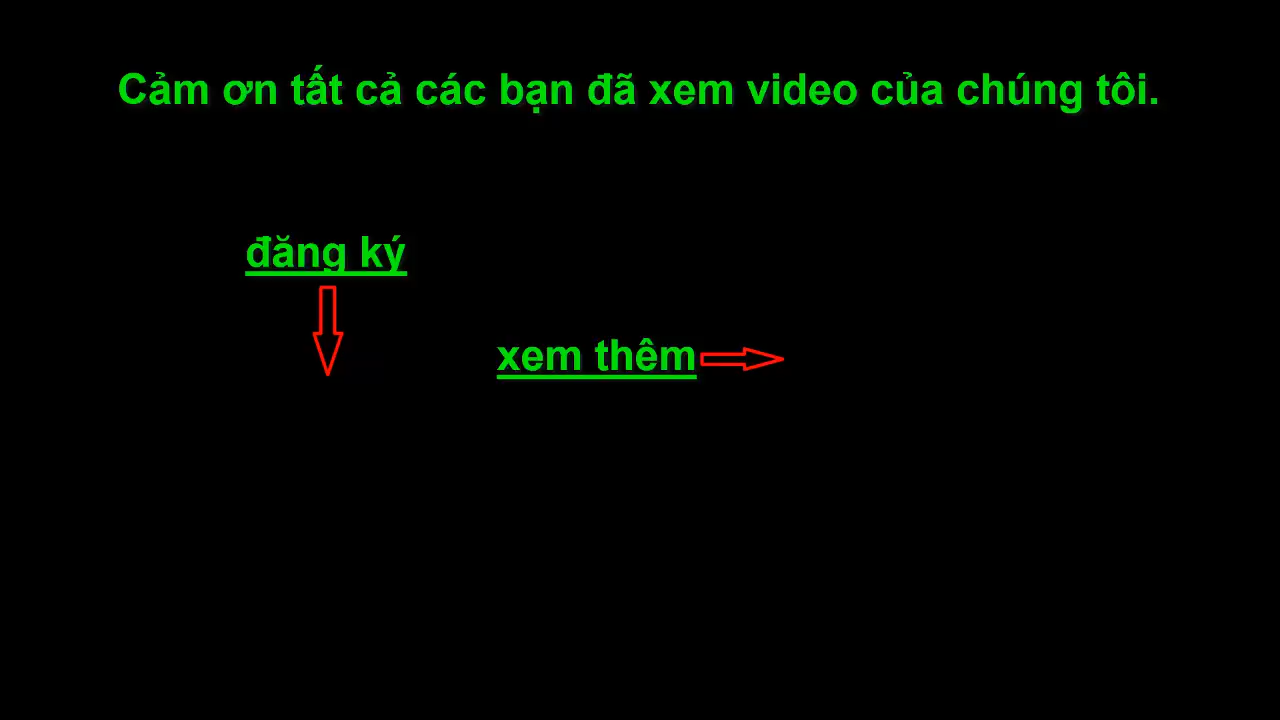 Cảm ơn tất cả các bạn đã xem video của chúng tôi.
đăng ký
xem thêm